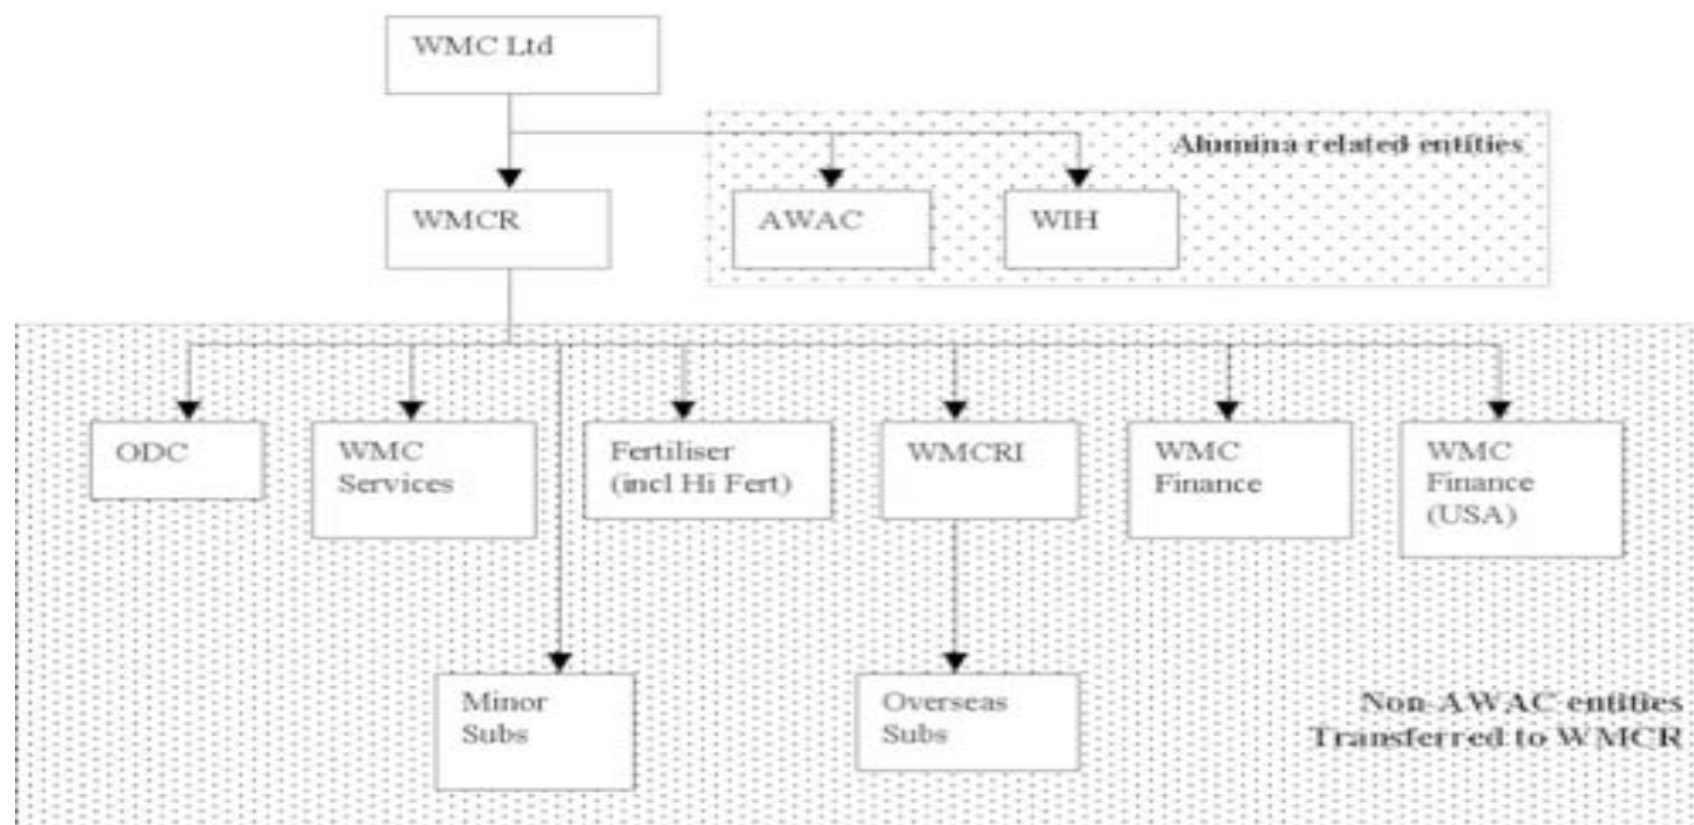 WMC Ltd
Alumina related entities
WMCR
AWAC
WIH
ODC
WMC
Services
Fertiliser
(incl Hi Fert)
WMCRI
WMC
Finance
WMC
Finance
(USA)
Minor
Subs
Overseas
Subs
Non-AWAC entities
Transferred to WMCR